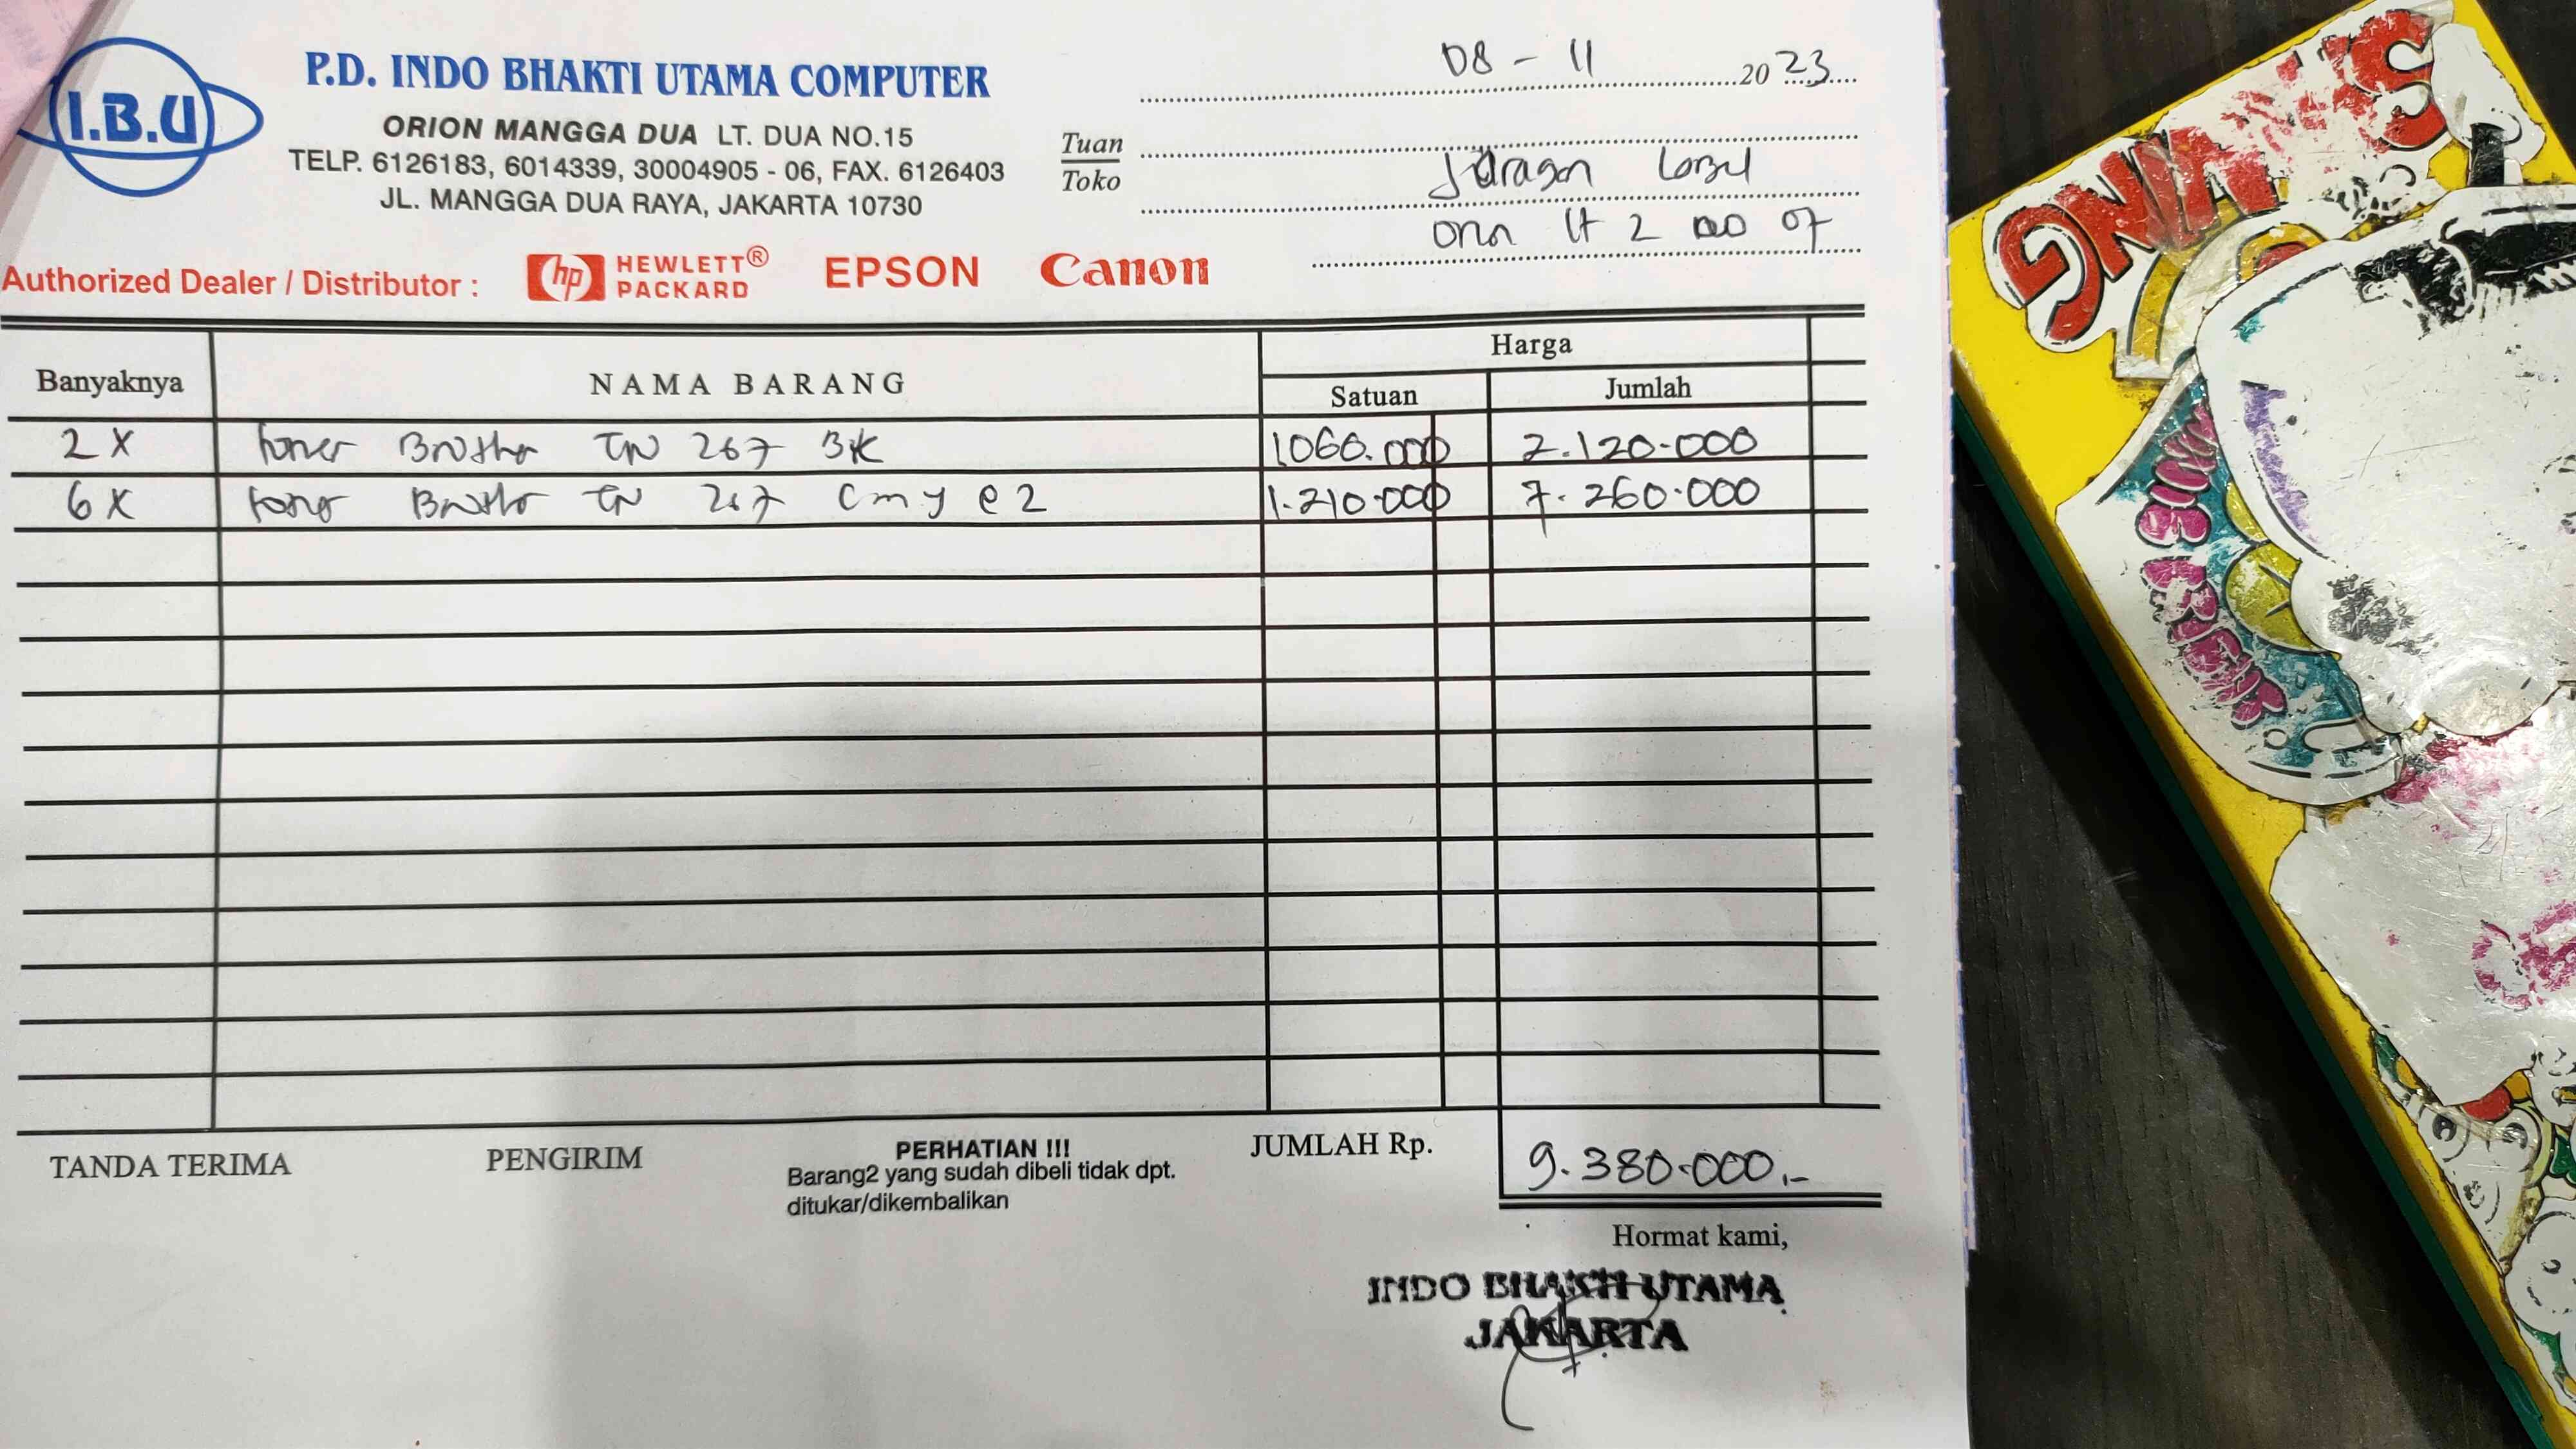 I.B.U
P.D. INDO BHAKTI UTAMA COMPUTER
ORION MANGGA DUA LT. DUA NO.15
TELP. 6126183, 6014339, 30004905 - 06, FAX. 6126403
JL. MANGGA DUA RAYA, JAKARTA 10730
08 - 11 2023
Tuan
Toko
Juragan
lt 2 no 07
Authorized Dealer / Distributor : hp HEWLETT® PACKARD EPSON Canon
Banyaknya NAMA BARANG Harga
Satuan Jumlah
2 X toner Brother TN 267 BK 1060.000 2.120.000
6 X toner Brother TN 267 Cmy @ 2 1.210.000 7.260.000
TANDA TERIMA PENGIRIM PERHATIAN !!! JUMLAH Rp. 9.380.000,-
Barang2 yang sudah dibeli tidak dpt.
ditukar/dikembalikan
Hormat kami,
INDO BHAKTI UTAMA
JAKARTA